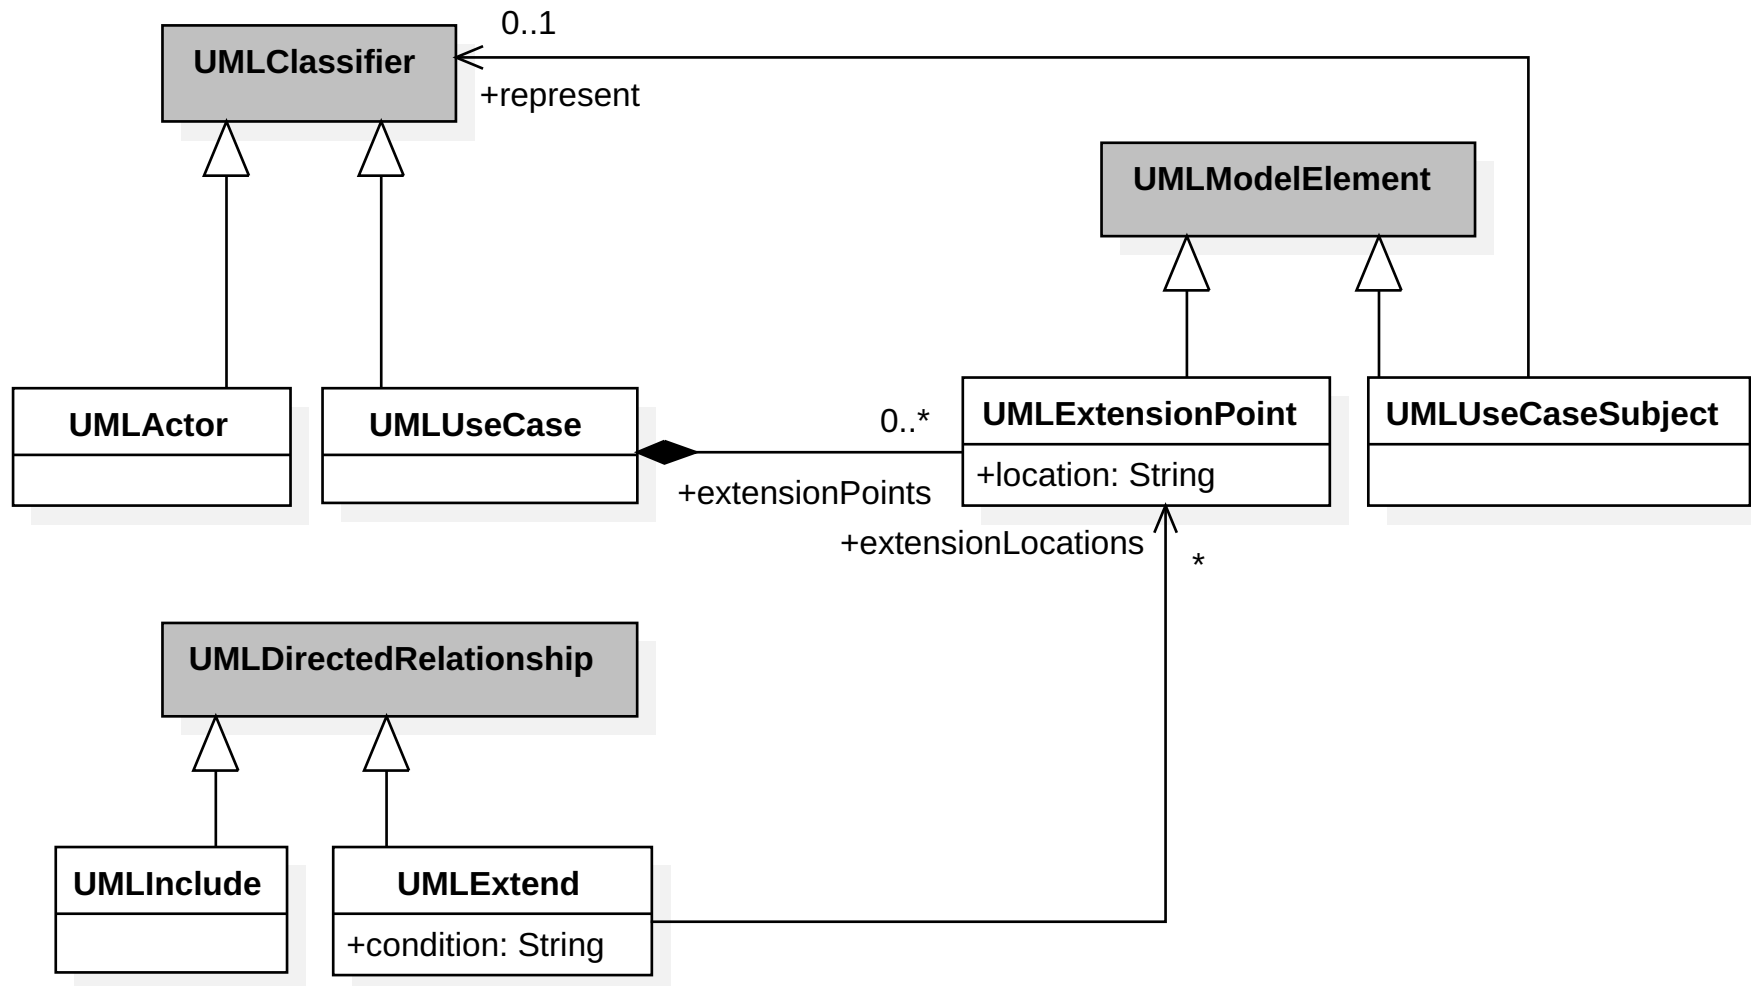 0..1
UMLClassifier
+represent
UMLModelElement
UMLActor
UMLUseCase
0..*
UMLExtensionPoint
UMLUseCaseSubject
+location: String
+extensionPoints
+extensionLocations
*
UMLDirectedRelationship
UMLInclude
UMLExtend
+condition: String